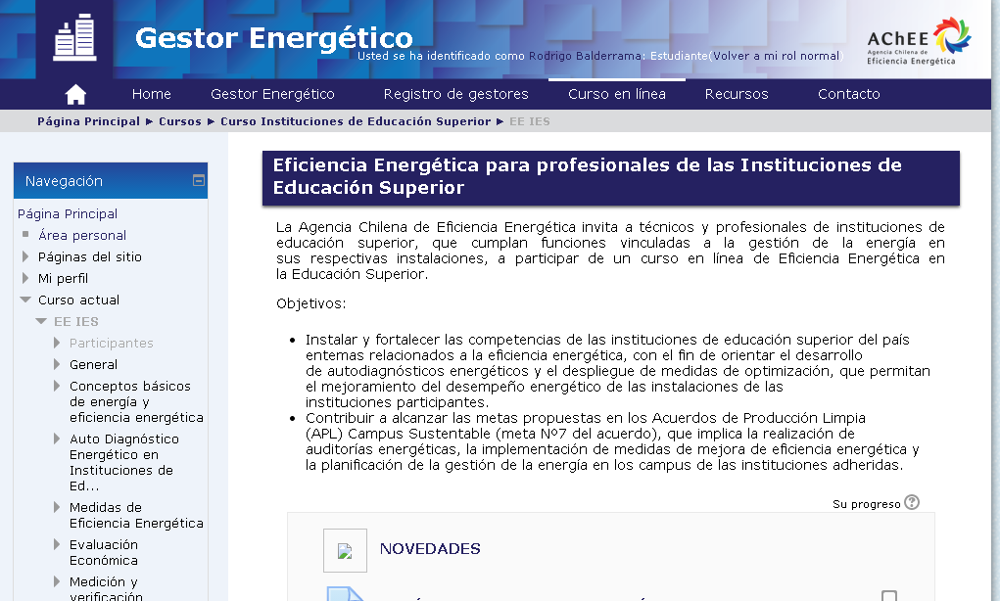 Gestor Energético
Usted se ha identificado como Rodrigo Balderrama: Estudiante(Volver a mi rol normal)
AChEE
Agencia Chilena de
Eficiencia Energética
Home Gestor Energético Registro de gestores Curso en línea Recursos Contacto
Página Principal ► Cursos ► Curso Instituciones de Educación Superior ► EE IES
Navegación
Página Principal
Área personal
Páginas del sitio
Mi perfil
Curso actual
EE IES
Participantes
General
Conceptos básicos
de energía y
eficiencia energética
Auto Diagnóstico
Energético en
Instituciones de
Ed...
Medidas de
Eficiencia Energética
Evaluación
Económica
Medición y
verificación
Eficiencia Energética para profesionales de las Instituciones de
Educación Superior
La Agencia Chilena de Eficiencia Energética invita a técnicos y profesionales de instituciones de
educación superior, que cumplan funciones vinculadas a la gestión de la energía en
sus respectivas instalaciones, a participar de un curso en línea de Eficiencia Energética en
la Educación Superior.
Objetivos:
• Instalar y fortalecer las competencias de las instituciones de educación superior del país
entemas relacionados a la eficiencia energética, con el fin de orientar el desarrollo
de autodiagnósticos energéticos y el despliegue de medidas de optimización, que permitan
el mejoramiento del desempeño energético de las instalaciones de las
instituciones participantes.
• Contribuir a alcanzar las metas propuestas en los Acuerdos de Producción Limpia
(APL) Campus Sustentable (meta Nº7 del acuerdo), que implica la realización de
auditorías energéticas, la implementación de medidas de mejora de eficiencia energética y
la planificación de la gestión de la energía en los campus de las instituciones adheridas.
Su progreso
NOVEDADES